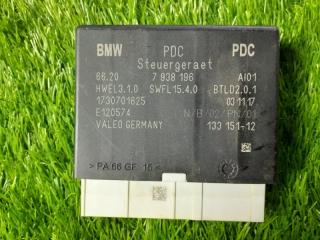 BMW PDC PDC
Steuergeraet
66.20 7 938 196 AI01
HWEL3.1.0 SWFL15.4.0 BTLD2.0.1
1730701625 03 11 17
E120574 N/B/02/PN/01
VALEO GERMANY 133 151-12
> PA 66 GF 15 <